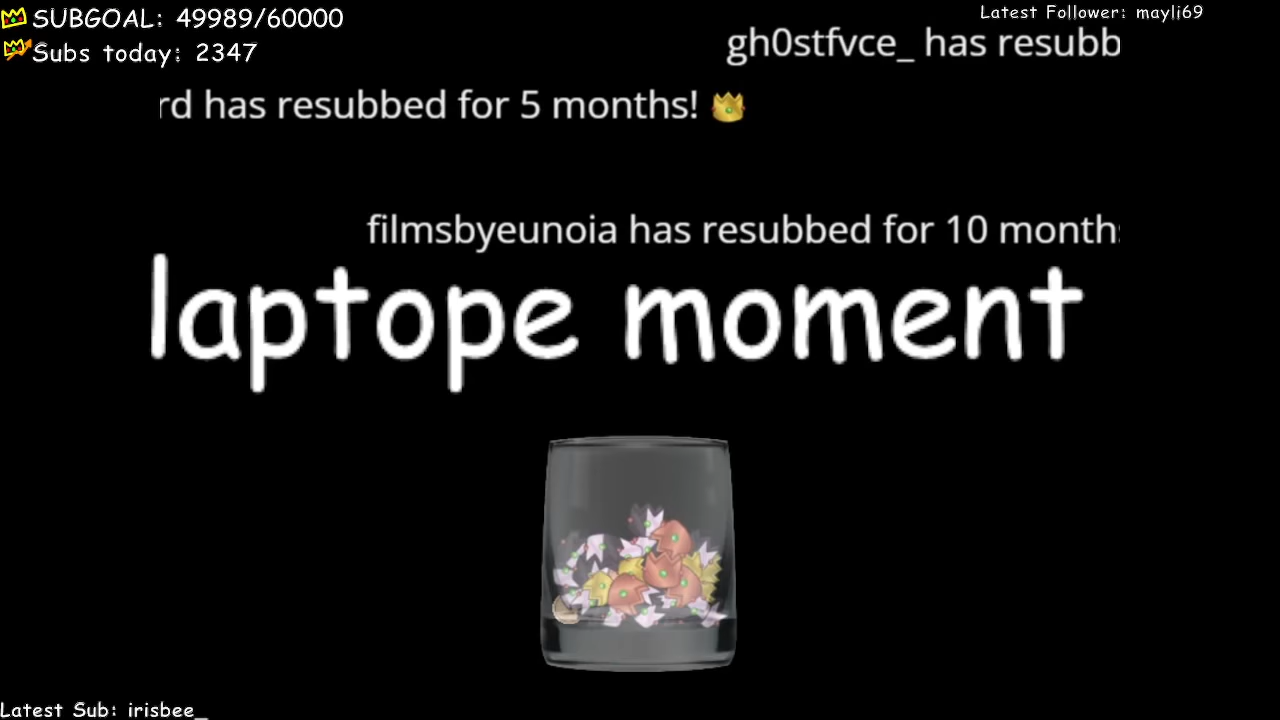 SUBGOAL: 49989/60000
Latest Follower: mayli69
Subs today: 2347
gh0stfvce_ has resubb
rd has resubbed for 5 months!
filmsbyeunoia has resubbed for 10 months
laptope moment
Latest Sub: irisbee_